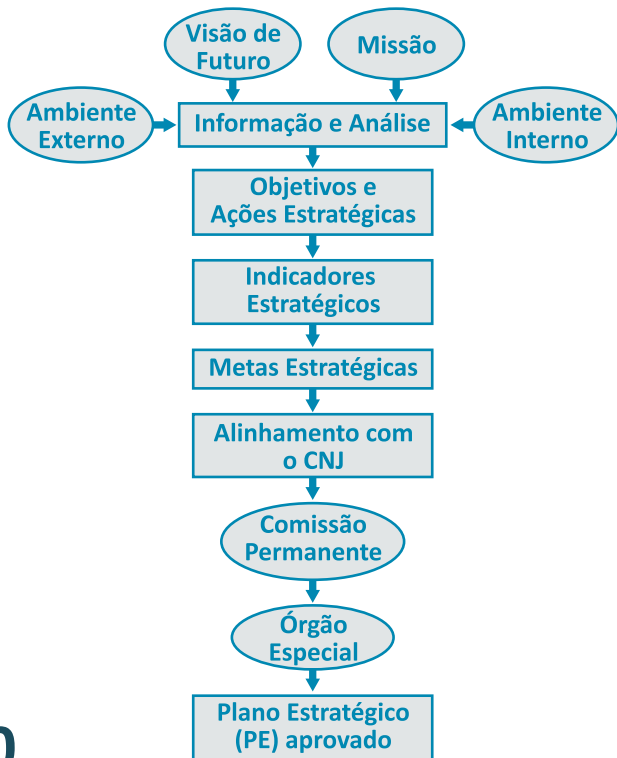 Visão de
Futuro
Missão
Ambiente
Externo
Informação e Análise
Ambiente
Interno
Objetivos e
Ações Estratégicas
Indicadores
Estratégicos
Metas Estratégicas
Alinhamento com
o CNJ
Comissão
Permanente
Órgão
Especial
Plano Estratégico
(PE) aprovado